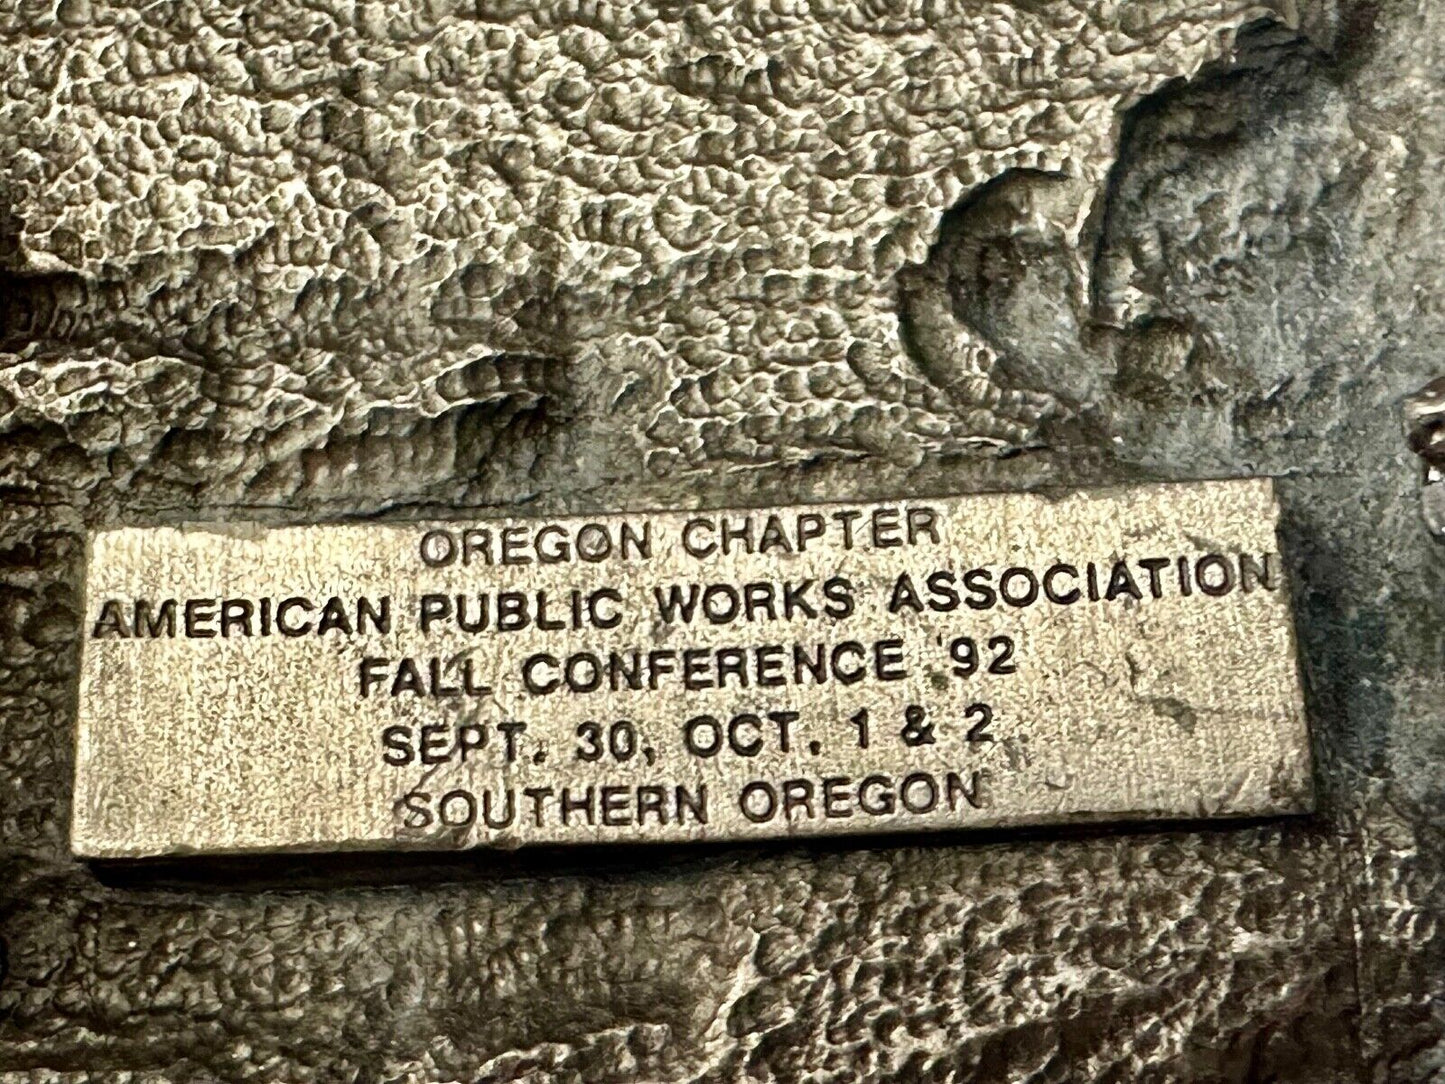 OREGON CHAPTER
AMERICAN PUBLIC WORKS ASSOCIATION
FALL CONFERENCE '92
SEPT. 30, OCT. 1 & 2
SOUTHERN OREGON